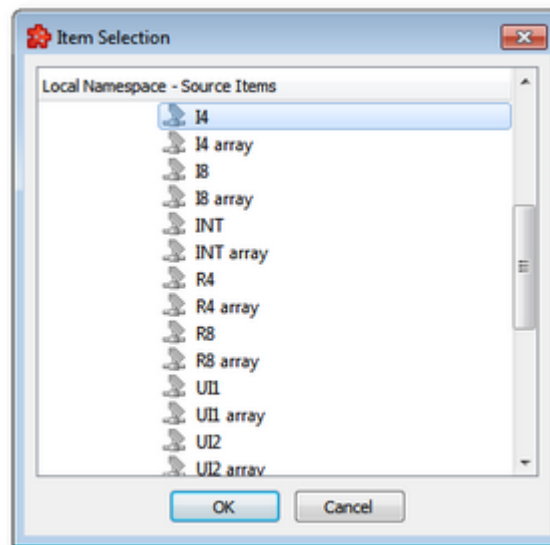 Item Selection
Local Namespace - Source Items
I4
I4 array
I8
I8 array
INT
INT array
R4
R4 array
R8
R8 array
UI1
UI1 array
UI2
UI2 array
OK
Cancel